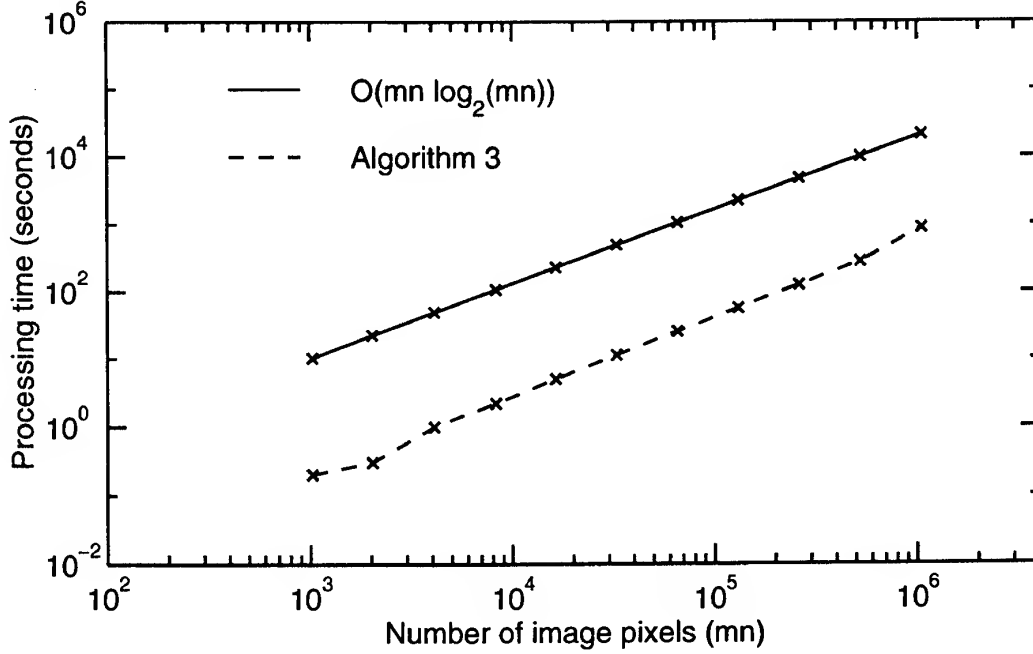 10^6
10^4
10^2
10^0
10^−2
Processing time (seconds)
O(mn log_2(mn))
Algorithm 3
10^2
10^3
10^4
10^5
10^6
Number of image pixels (mn)